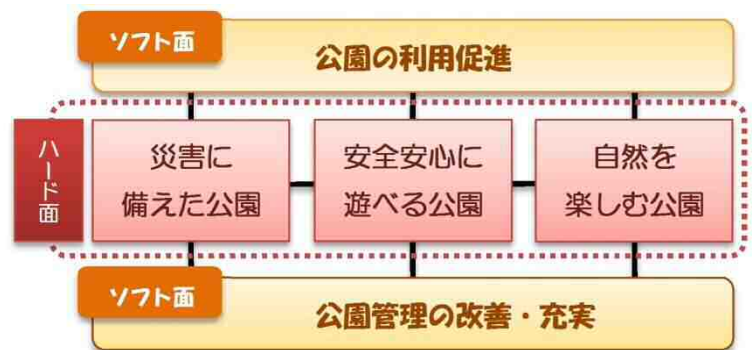 ソフト面
公園の利用促進
ハード面
災害に
備えた公園
安全安心に
遊べる公園
自然を
楽しむ公園
ソフト面
公園管理の改善・充実